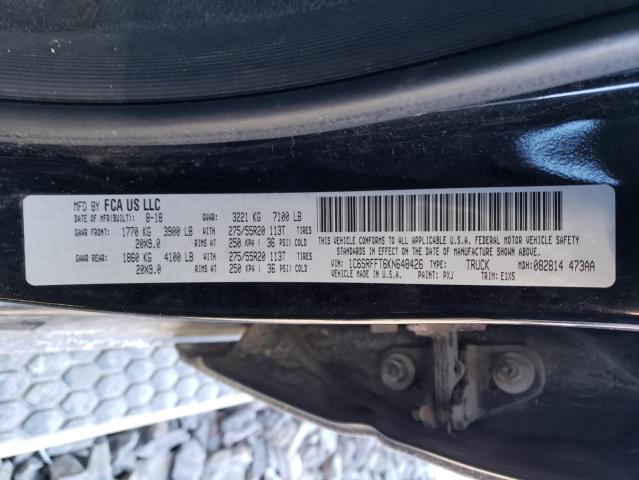 MFD BY FCA US LLC
DATE OF MFR(BUILT): 8-18 GVWR: 3221 KG 7100 LB
GAWR FRONT: 1770 KG 3900 LB WITH 275/55R20 113T TIRES
20X9.0 RIMS AT 250 KPA ( 36 PSI) COLD
GAWR REAR: 1860 KG 4100 LB WITH 275/55R20 113T TIRES
20X9.0 RIMS AT 250 KPA ( 36 PSI) COLD
THIS VEHICLE CONFORMS TO ALL APPLICABLE U.S.A. FEDERAL MOTOR VEHICLE SAFETY
STANDARDS IN EFFECT ON THE DATE OF MANUFACTURE SHOWN ABOVE.
VIN: 1C6SRFFT6KN648426 TRUCK MDH:082814 473AA
VEHICLE MADE IN U.S.A. PAINT: PXJ TRIM: E1X5